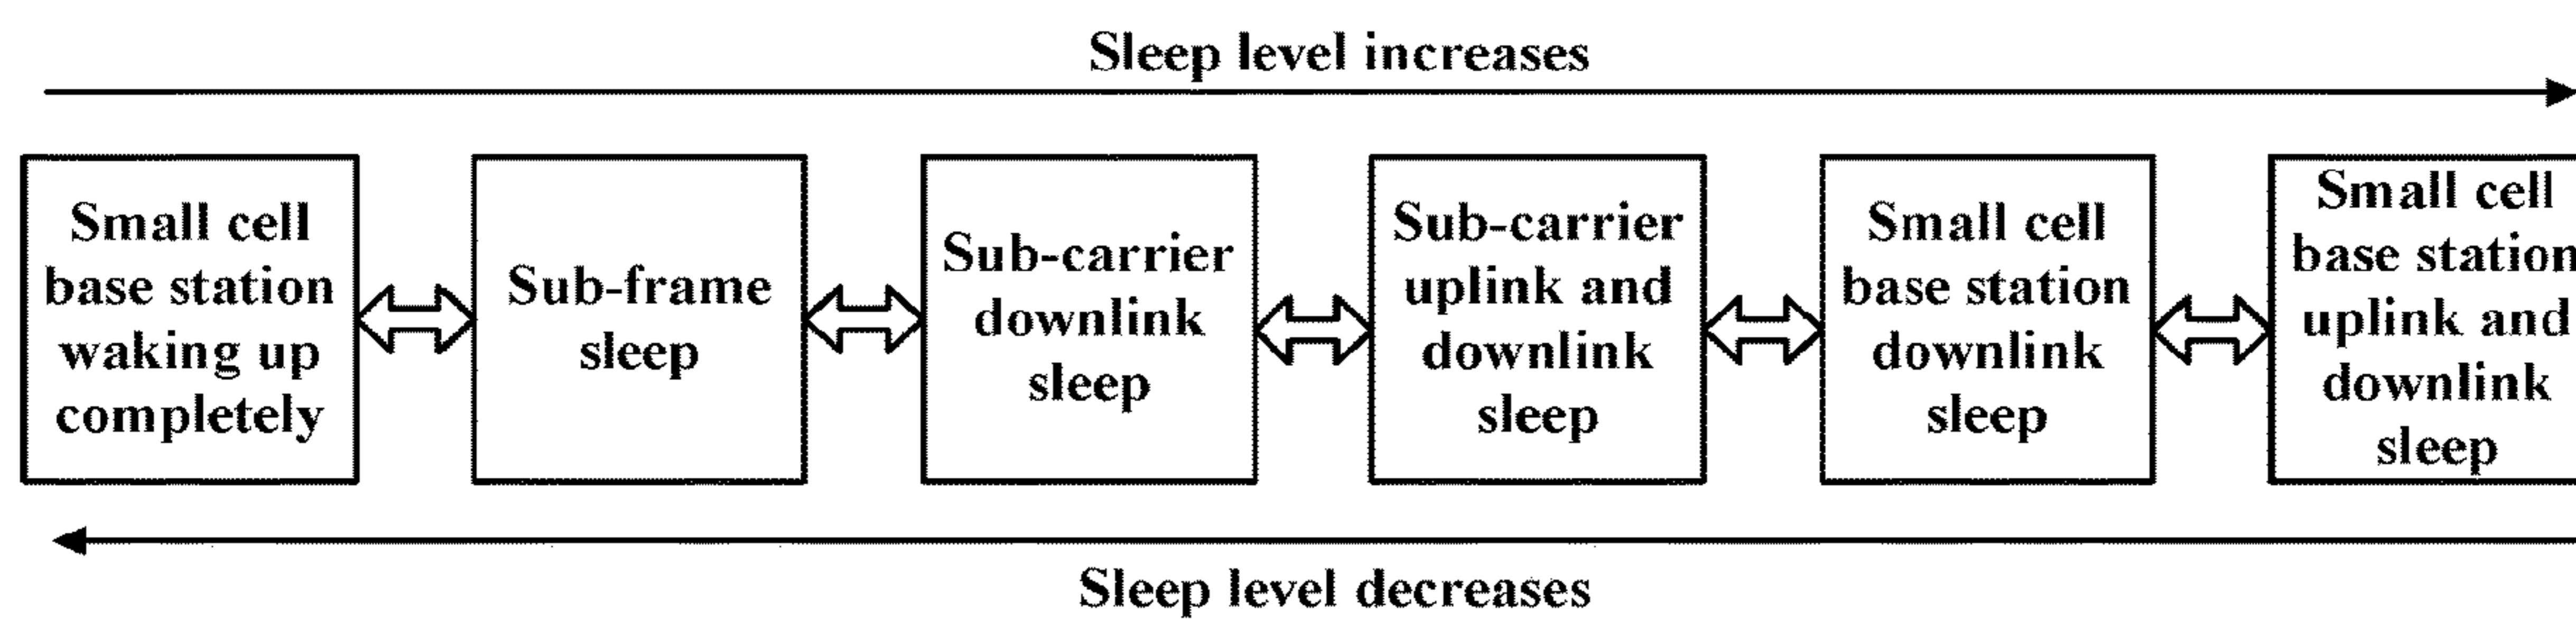 Sleep level increases
Small cell
base station
waking up
completely
Sub-frame
sleep
Sub-carrier
downlink
sleep
Sub-carrier
uplink and
downlink
sleep
Small cell
base station
downlink
sleep
Small cell
base station
uplink and
downlink
sleep
Sleep level decreases